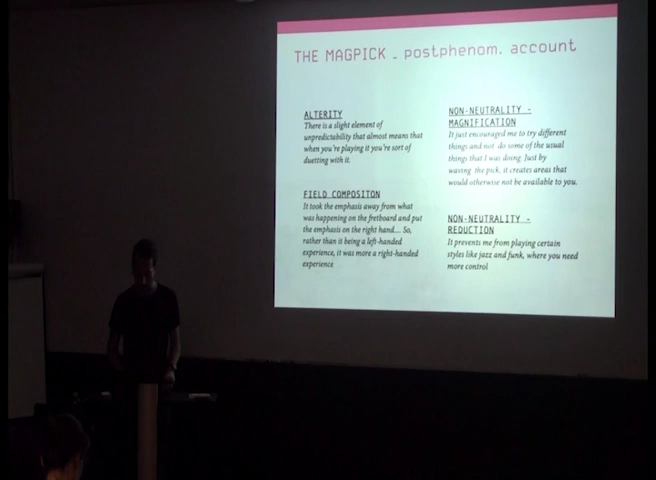 THE MAGPICK - postphenom. account
ALTERITY
There is a slight element of
unpredictability that almost means that
when you're playing it you're sort of
duetting with it.
FIELD COMPOSITON
It took the emphasis away from what
was happening on the fretboard and put
the emphasis on the right hand... So,
rather than it being a left-handed
experience, it was more a right-handed
experience
NON-NEUTRALITY -
MAGNIFICATION
It just encouraged me to try different
things and not do some of the usual
things that I was doing. Just by
waving the pick, it creates areas that
would otherwise not be available to you.
NON-NEUTRALITY -
REDUCTION
It prevents me from playing certain
styles like jazz and funk, where you need
more control